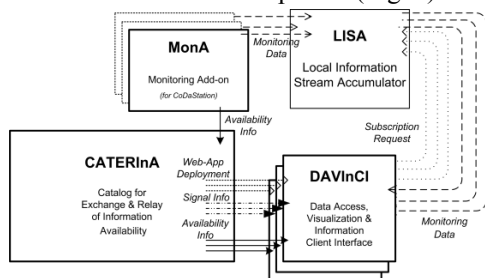 MonA
Monitoring Add-on
(for CoDaStation)
Monitoring
Data
LISA
Local Information
Stream Accumulator
Availability
Info
Subscription
Request
CATERInA
Catalog for
Exchange & Relay
of Information
Availability
Web-App
Deployment
Signal Info
Availability
Info
DAVInCI
Data Access,
Visualization &
Information
Client Interface
Monitoring
Data